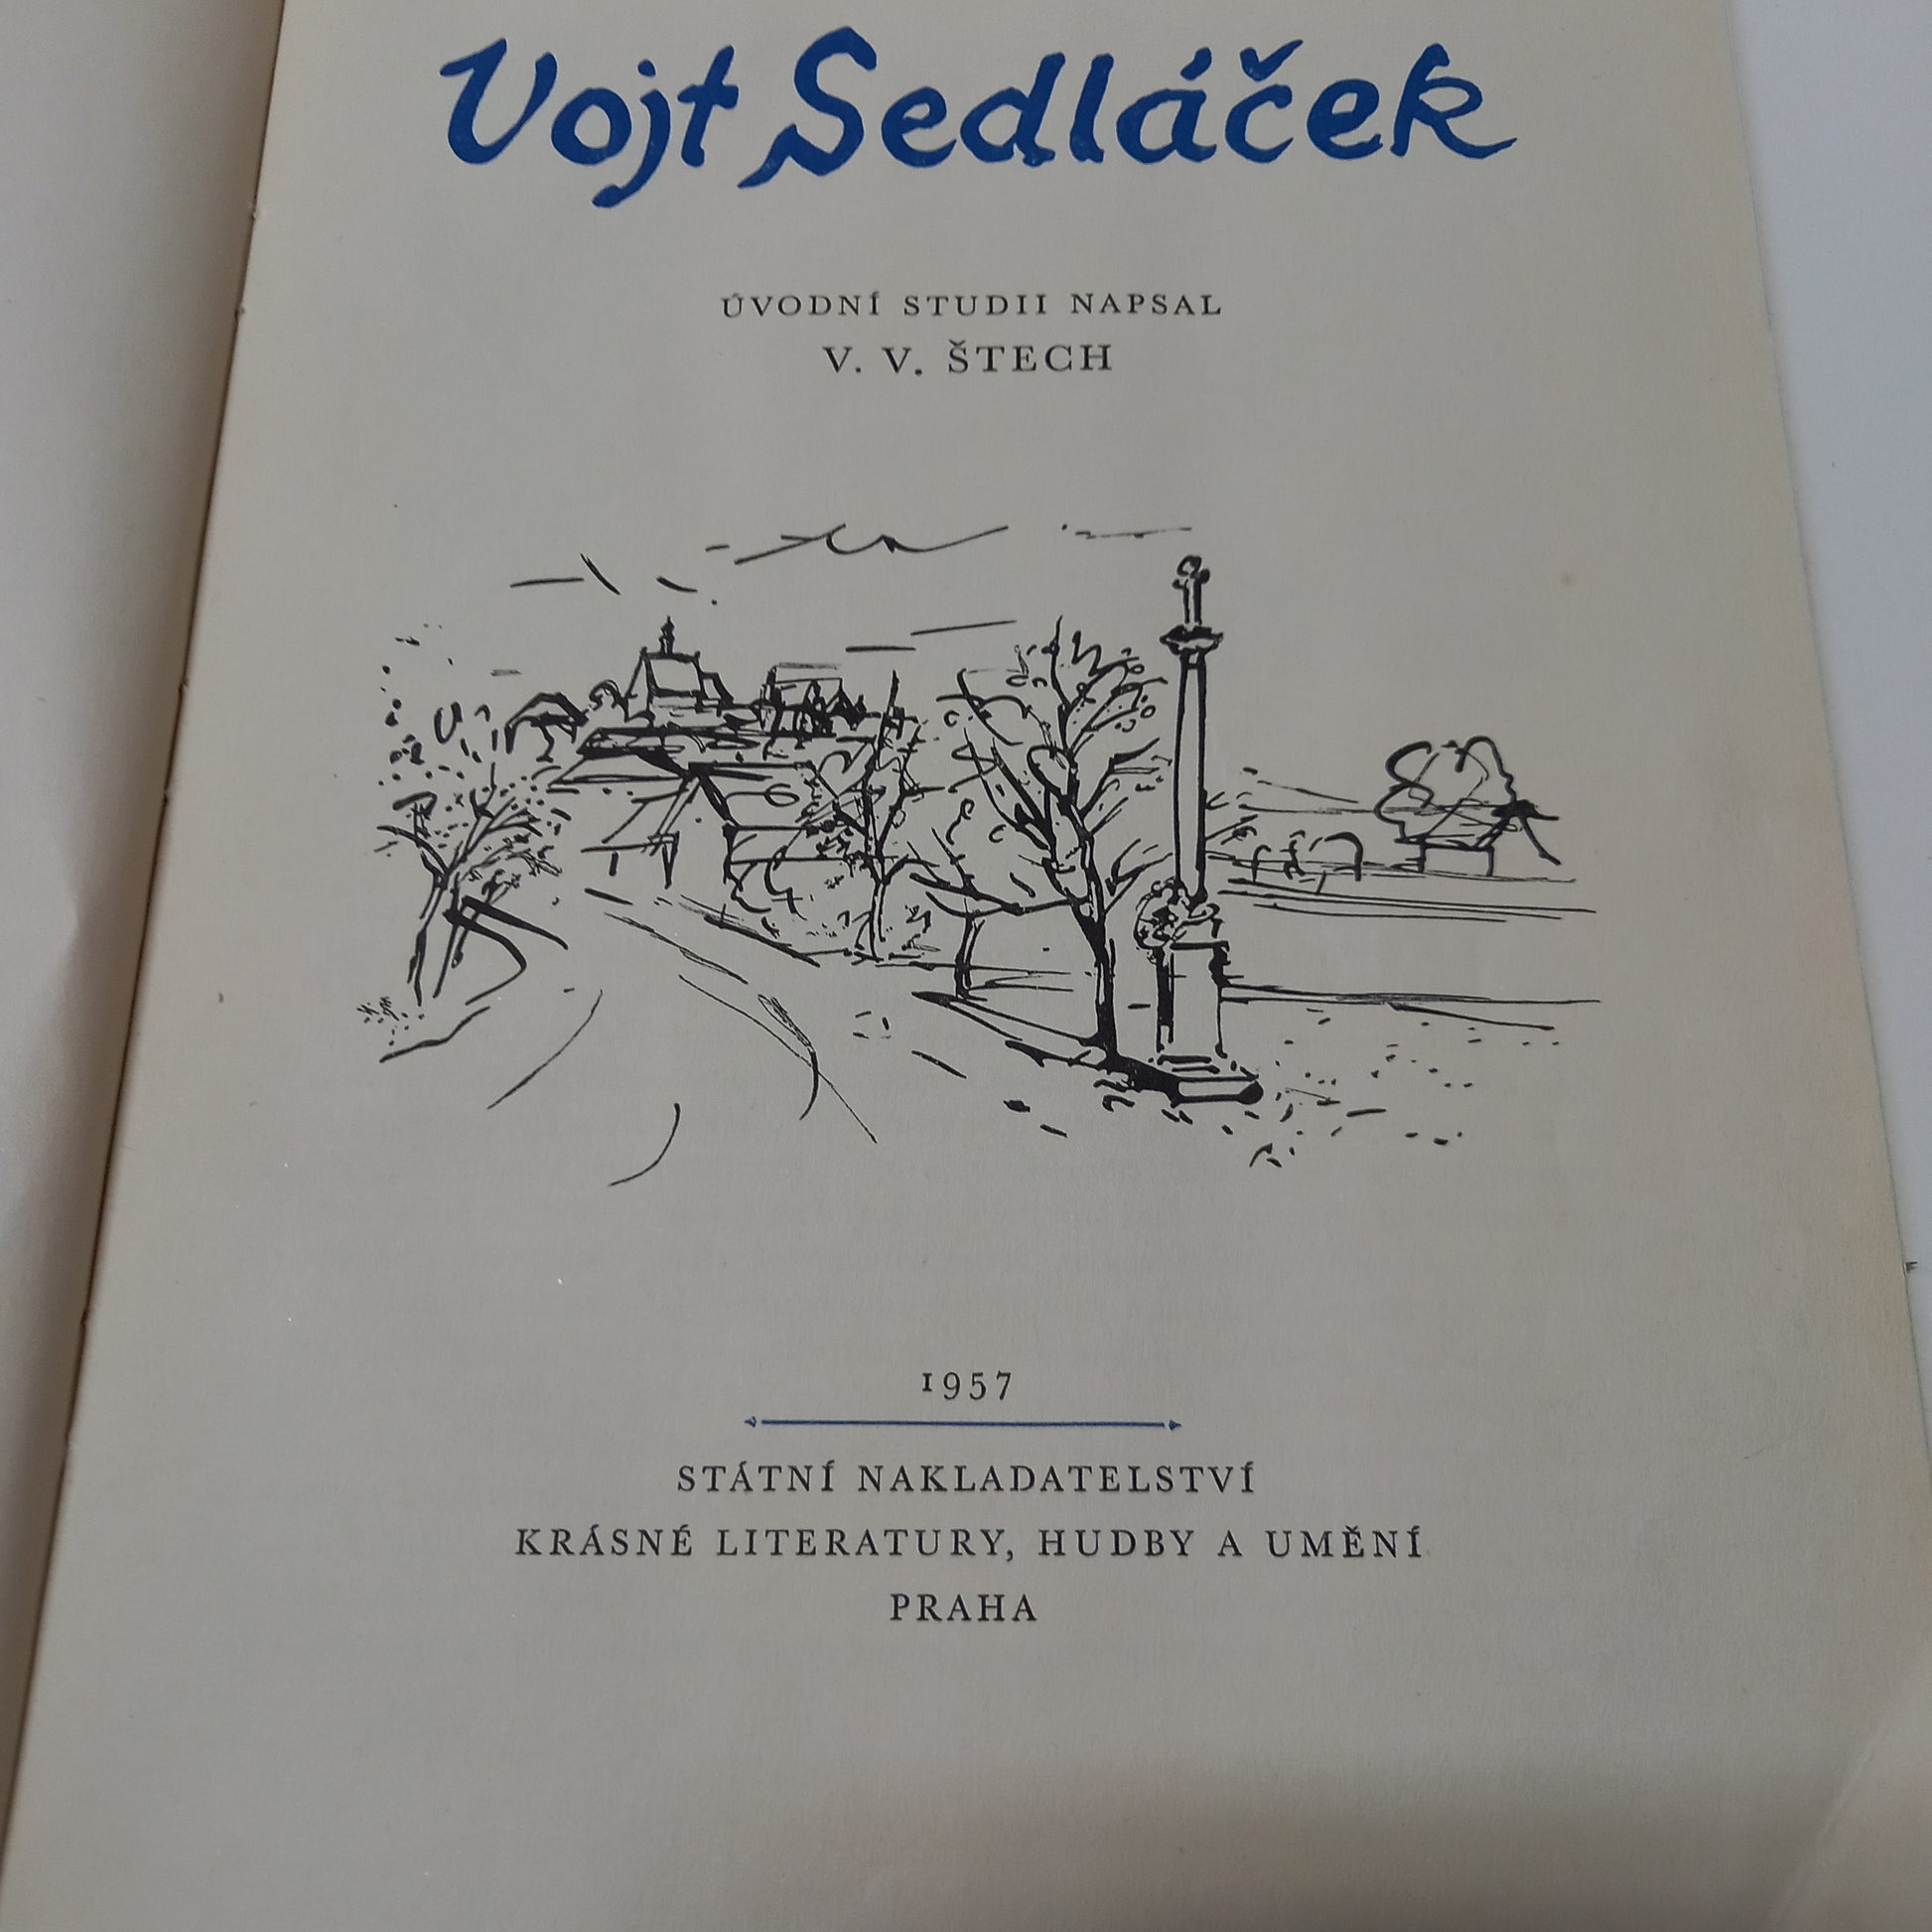 Vojt Sedláček
ÚVODNÍ STUDII NAPSAL
V. V. ŠTECH
1957
STÁTNÍ NAKLADATELSTVÍ
KRÁSNÉ LITERATURY, HUDBY A UMĚNÍ
PRAHA